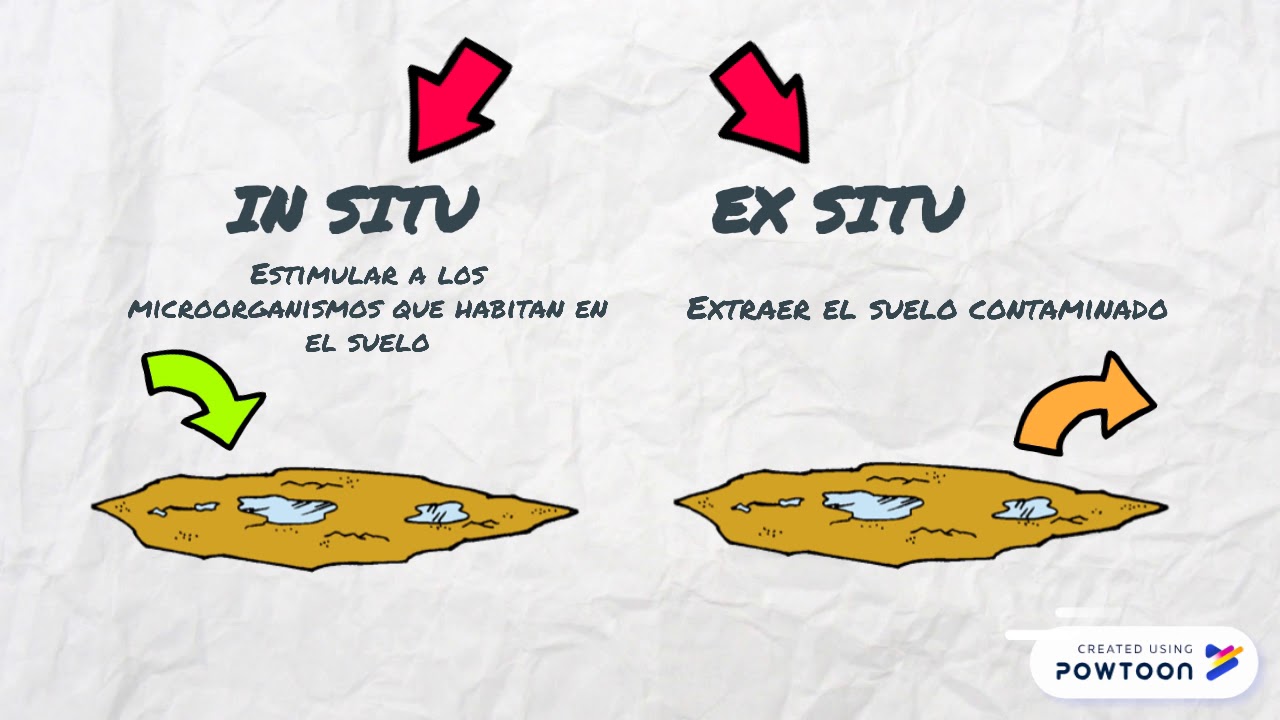 IN SITU
ESTIMULAR A LOS
MICROORGANISMOS QUE HABITAN EN
EL SUELO
EX SITU
EXTRAER EL SUELO CONTAMINADO
CREATED USING
POWTOON